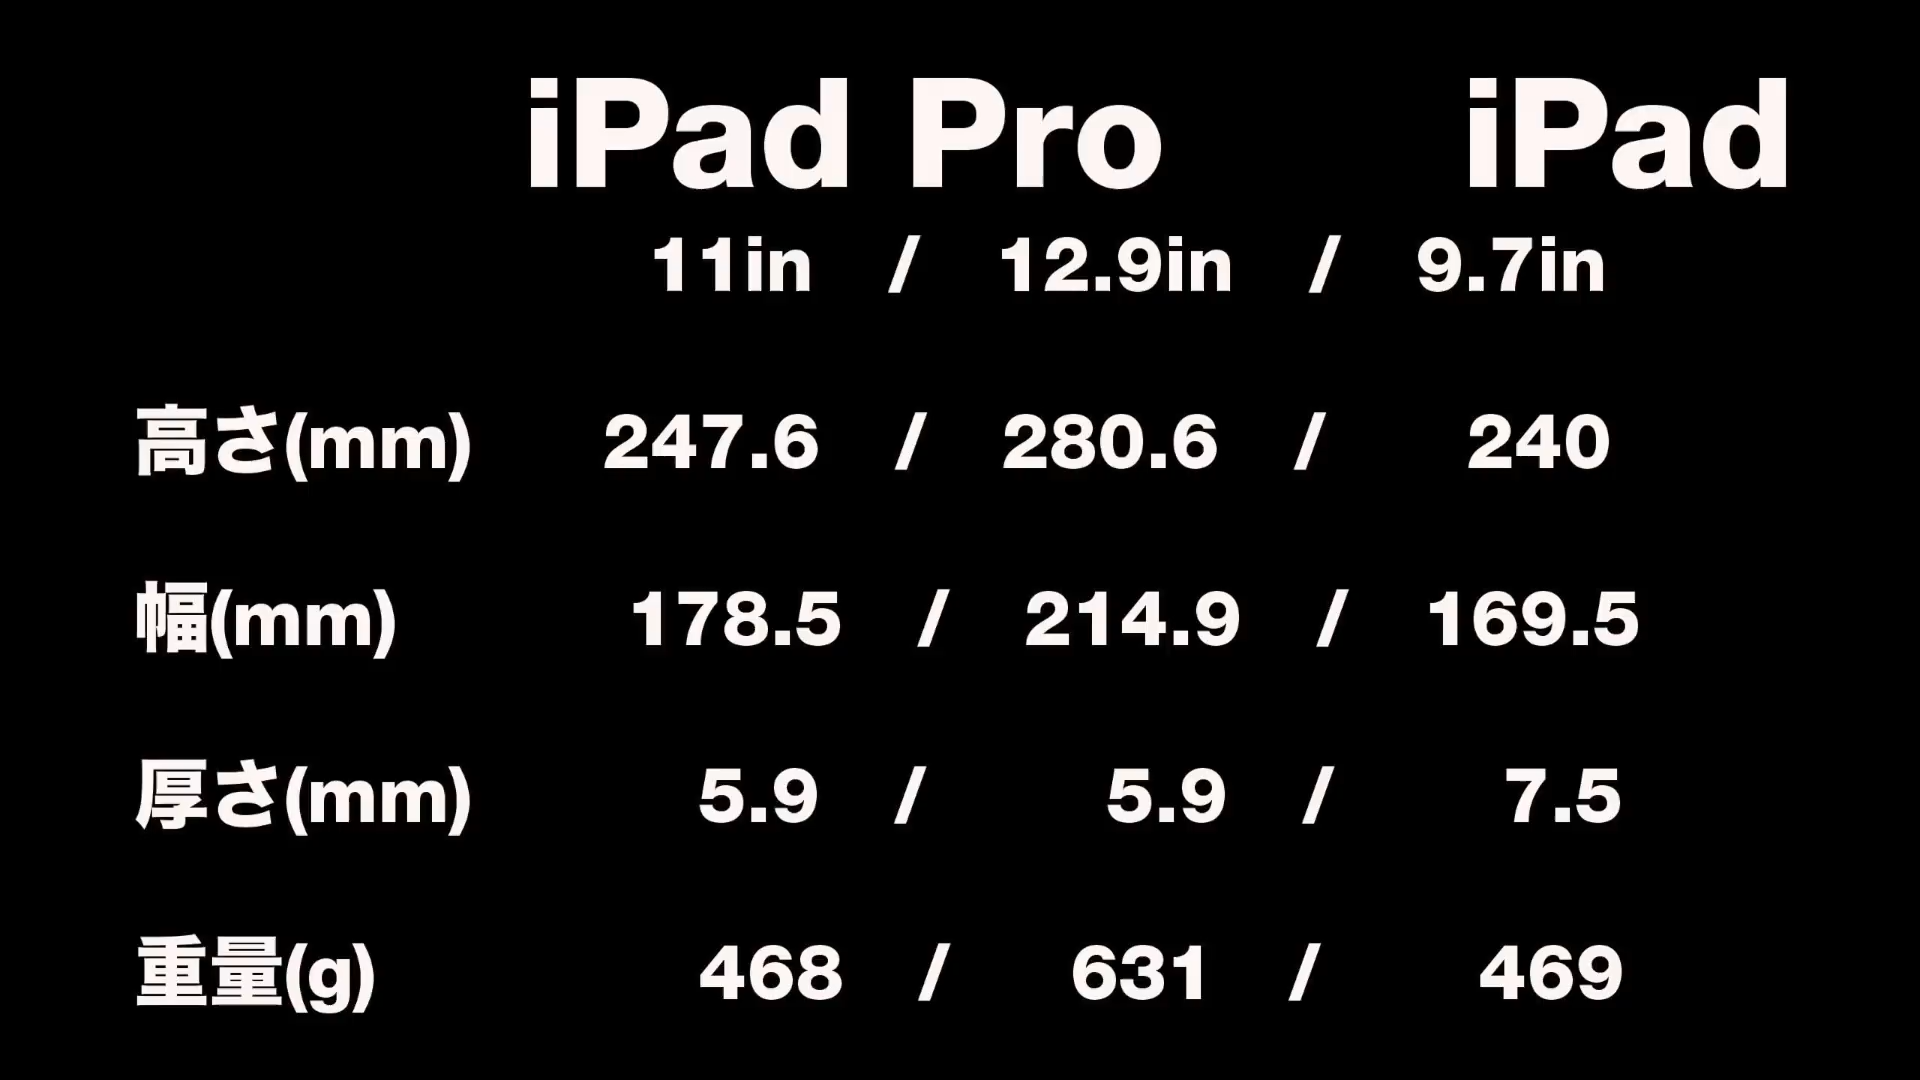 iPad Pro iPad
11in / 12.9in / 9.7in
高さ(mm) 247.6 / 280.6 / 240
幅(mm) 178.5 / 214.9 / 169.5
厚さ(mm) 5.9 / 5.9 / 7.5
重量(g) 468 / 631 / 469